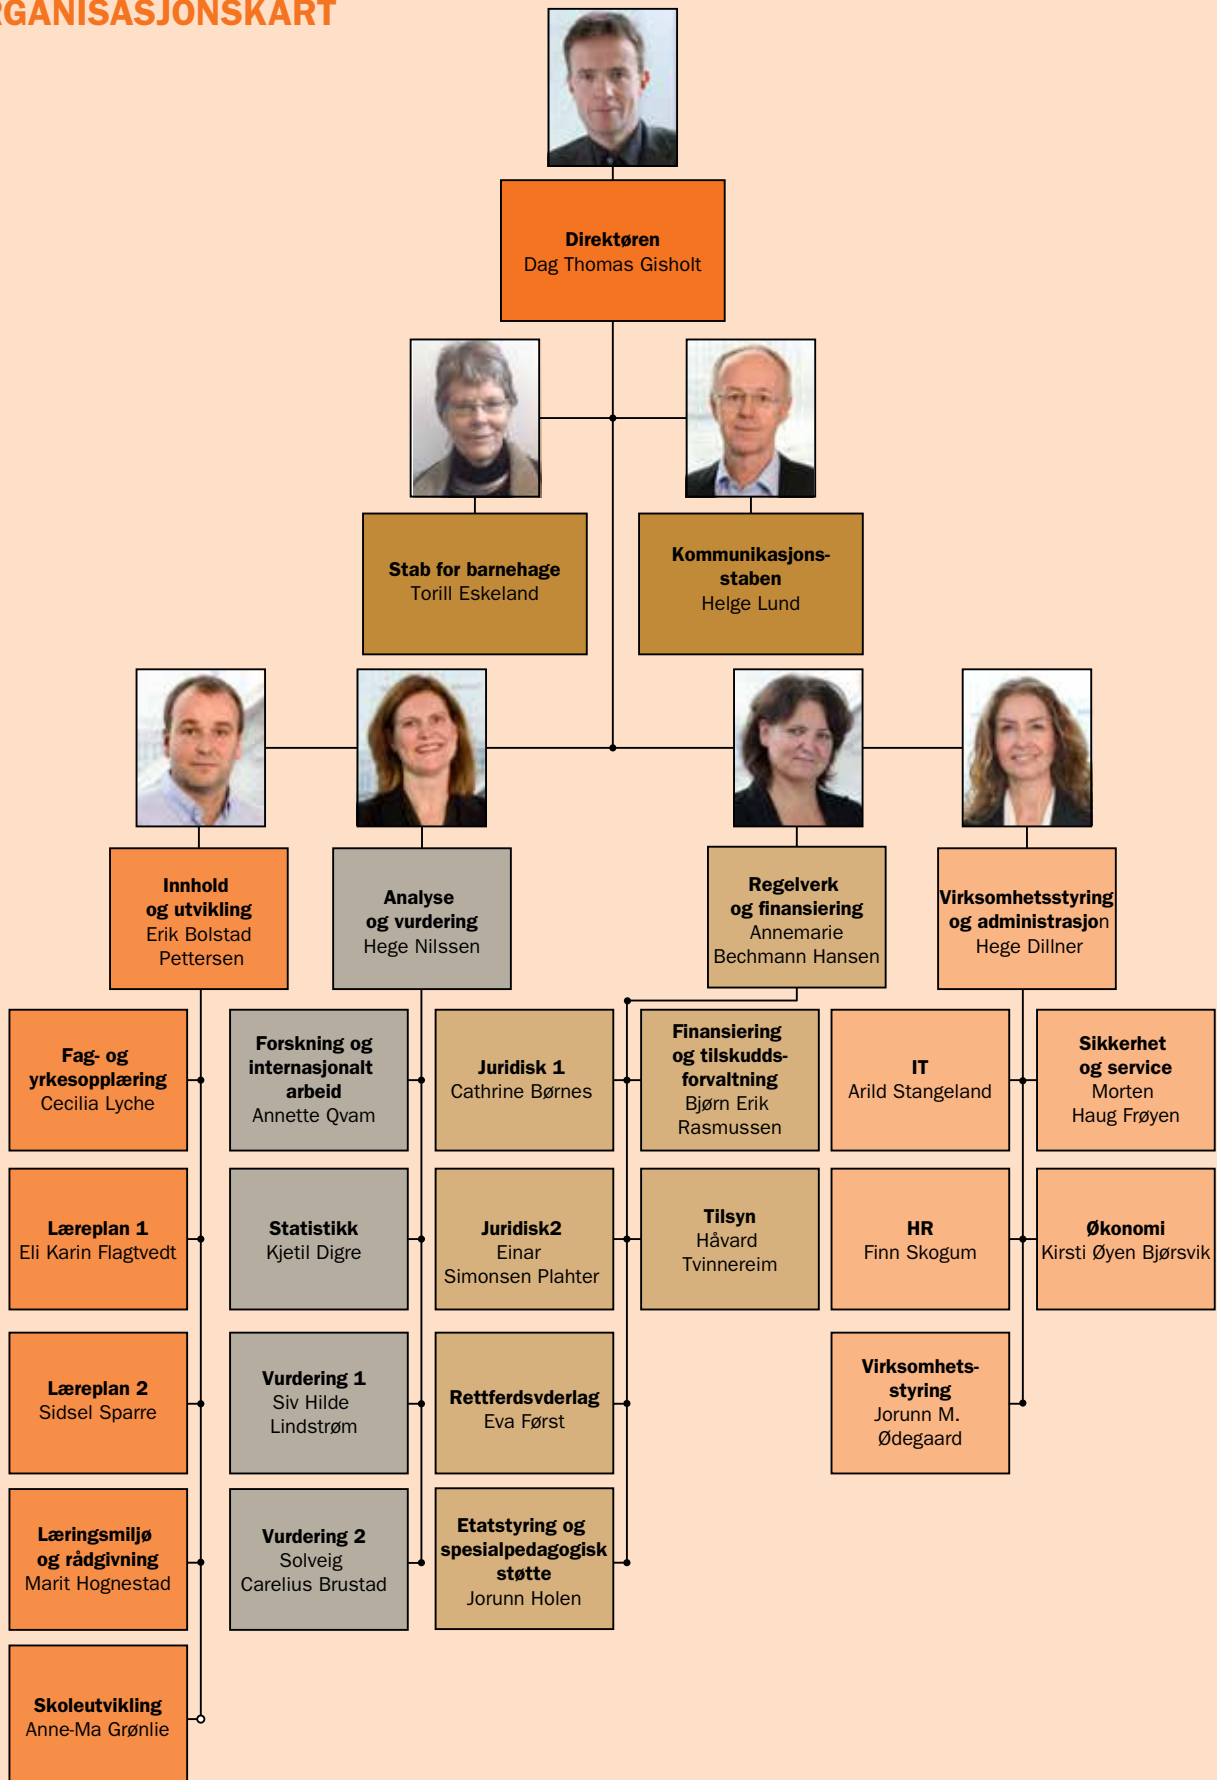 RGANISASJONSKART
Direktøren
Dag Thomas Gisholt
Stab for barnehage
Torill Eskeland
Kommunikasjons-
staben
Helge Lund
Innhold
og utvikling
Erik Bolstad
Pettersen
Analyse
og vurdering
Hege Nilssen
Regelverk
og finansiering
Annemarie
Bechmann Hansen
Virksomhetsstyring
og administrasjon
Hege Dillner
Fag- og
yrkesopplæring
Cecilia Lyche
Læreplan 1
Eli Karin Flagtvedt
Læreplan 2
Sidsel Sparre
Læringsmiljø
og rådgivning
Marit Hognestad
Skoleutvikling
Anne-Ma Grønlie
Forskning og
internasjonalt
arbeid
Annette Qvam
Statistikk
Kjetil Digre
Vurdering 1
Siv Hilde
Lindstrøm
Vurdering 2
Solveig
Carelius Brustad
Juridisk 1
Cathrine Børnes
Juridisk2
Einar
Simonsen Plahter
Rettferdsvderlag
Eva Først
Etatstyring og
spesialpedagogisk
støtte
Jorunn Holen
Finansiering
og tilskudds-
forvaltning
Bjørn Erik
Rasmussen
Tilsyn
Håvard
Tvinnereim
IT
Arild Stangeland
HR
Finn Skogum
Virksomhets-
styring
Jorunn M.
Ødegaard
Sikkerhet
og service
Morten
Haug Frøyen
Økonomi
Kirsti Øyen Bjørsvik